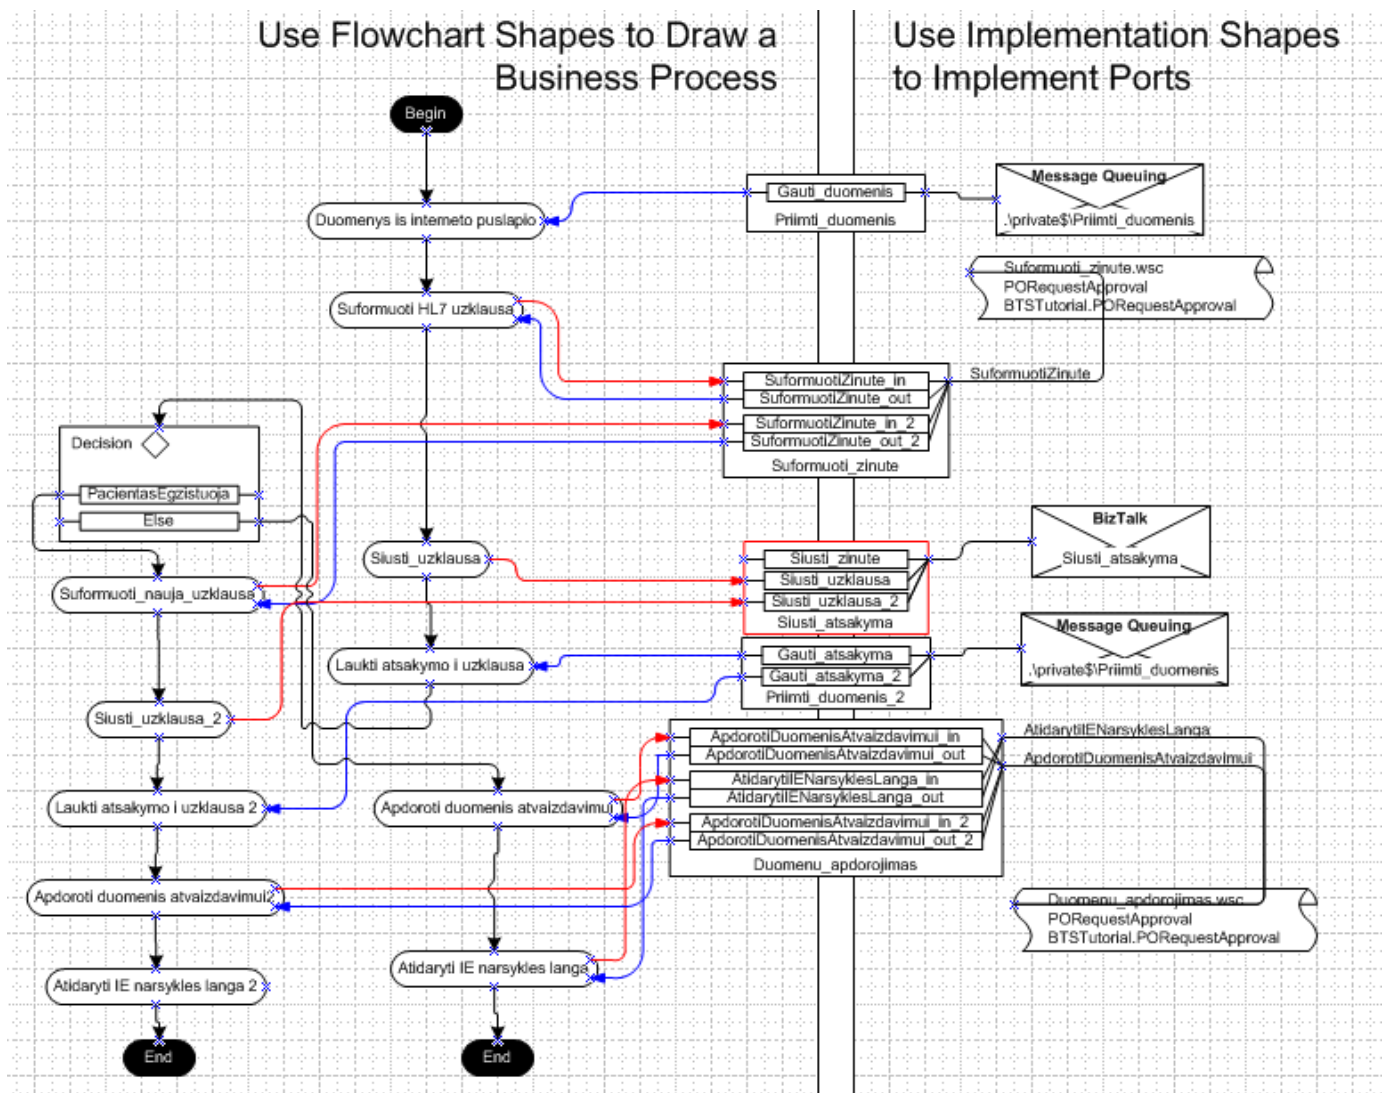 Use Flowchart Shapes to Draw a
Business Process
Use Implementation Shapes
to Implement Ports
Begin
Duomenys is interneto puslapio
Gauti_duomenis
Priimti_duomenis
Message Queuing
.\private$\Priimti_duomenis
Suformuoti_zinute.wsc
PORequestApproval
BTSTutorial.PORequestApproval
Suformuoti HL7 uzklausa
SuformuotiZinute_in
SuformuotiZinute_out
SuformuotiZinute_in_2
SuformuotiZinute_out_2
Suformuoti_zinute
SuformuotiZinute
Decision
PacientasEgzistuoja
Else
Siusti_uzklausa
Siusti_zinute
Siusti_uzklausa
Siusti_uzklausa_2
Siusti_atsakyma
BizTalk
Siusti_atsakyma
Suformuoti_nauja_uzklausa
Laukti atsakymo i uzklausa
Gauti_atsakyma
Gauti_atsakyma_2
Priimti_duomenis_2
Message Queuing
.\private$\Priimti_duomenis
Siusti_uzklausa_2
ApdorotiDuomenisAtvaizdavimui_in
ApdorotiDuomenisAtvaizdavimui_out
AtidarytiIENarsyklesLanga_in
AtidarytiIENarsyklesLanga_out
ApdorotiDuomenisAtvaizdavimui_in_2
ApdorotiDuomenisAtvaizdavimui_out_2
Duomenu_apdorojimas
AtidarytiIENarsyklesLanga
ApdorotiDuomenisAtvaizdavimui
Laukti atsakymo i uzklausa 2
Apdoroti duomenis atvaizdavimui
Apdoroti duomenis atvaizdavimui2
Duomenu_apdorojimas.wsc
PORequestApproval
BTSTutorial.PORequestApproval
Atidaryti IE narsykles langa
Atidaryti IE narsykles langa 2
End
End